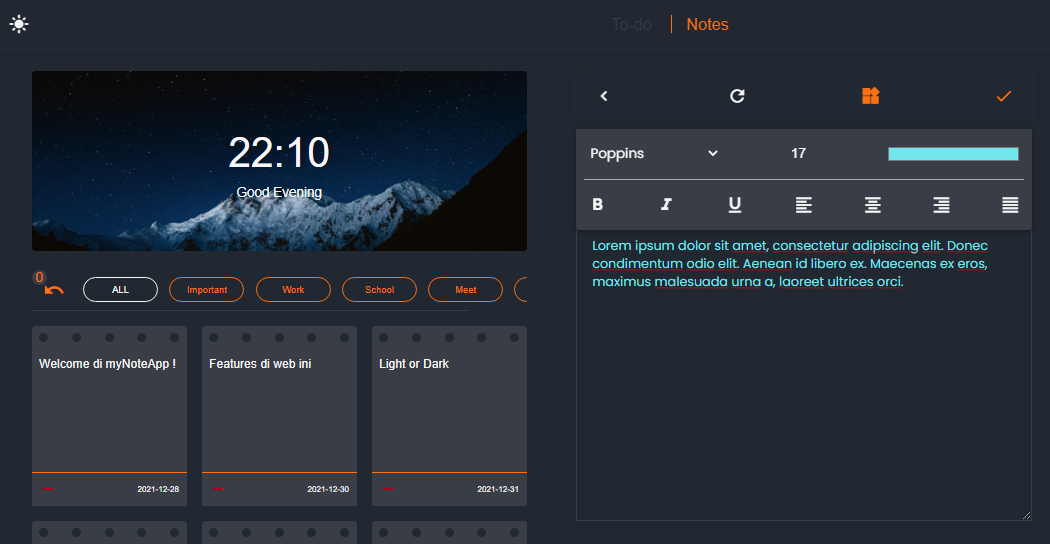 To-do
Notes
22:10
Good Evening
0
ALL
Important
Work
School
Meet
Welcome di myNoteApp !
Features di web ini
Light or Dark
2021-12-28
2021-12-30
2021-12-31
Poppins
17
B
I
U
Lorem ipsum dolor sit amet, consectetur adipiscing elit. Donec
condimentum odio elit. Aenean id libero ex. Maecenas ex eros,
maximus malesuada urna a, laoreet ultrices orci.